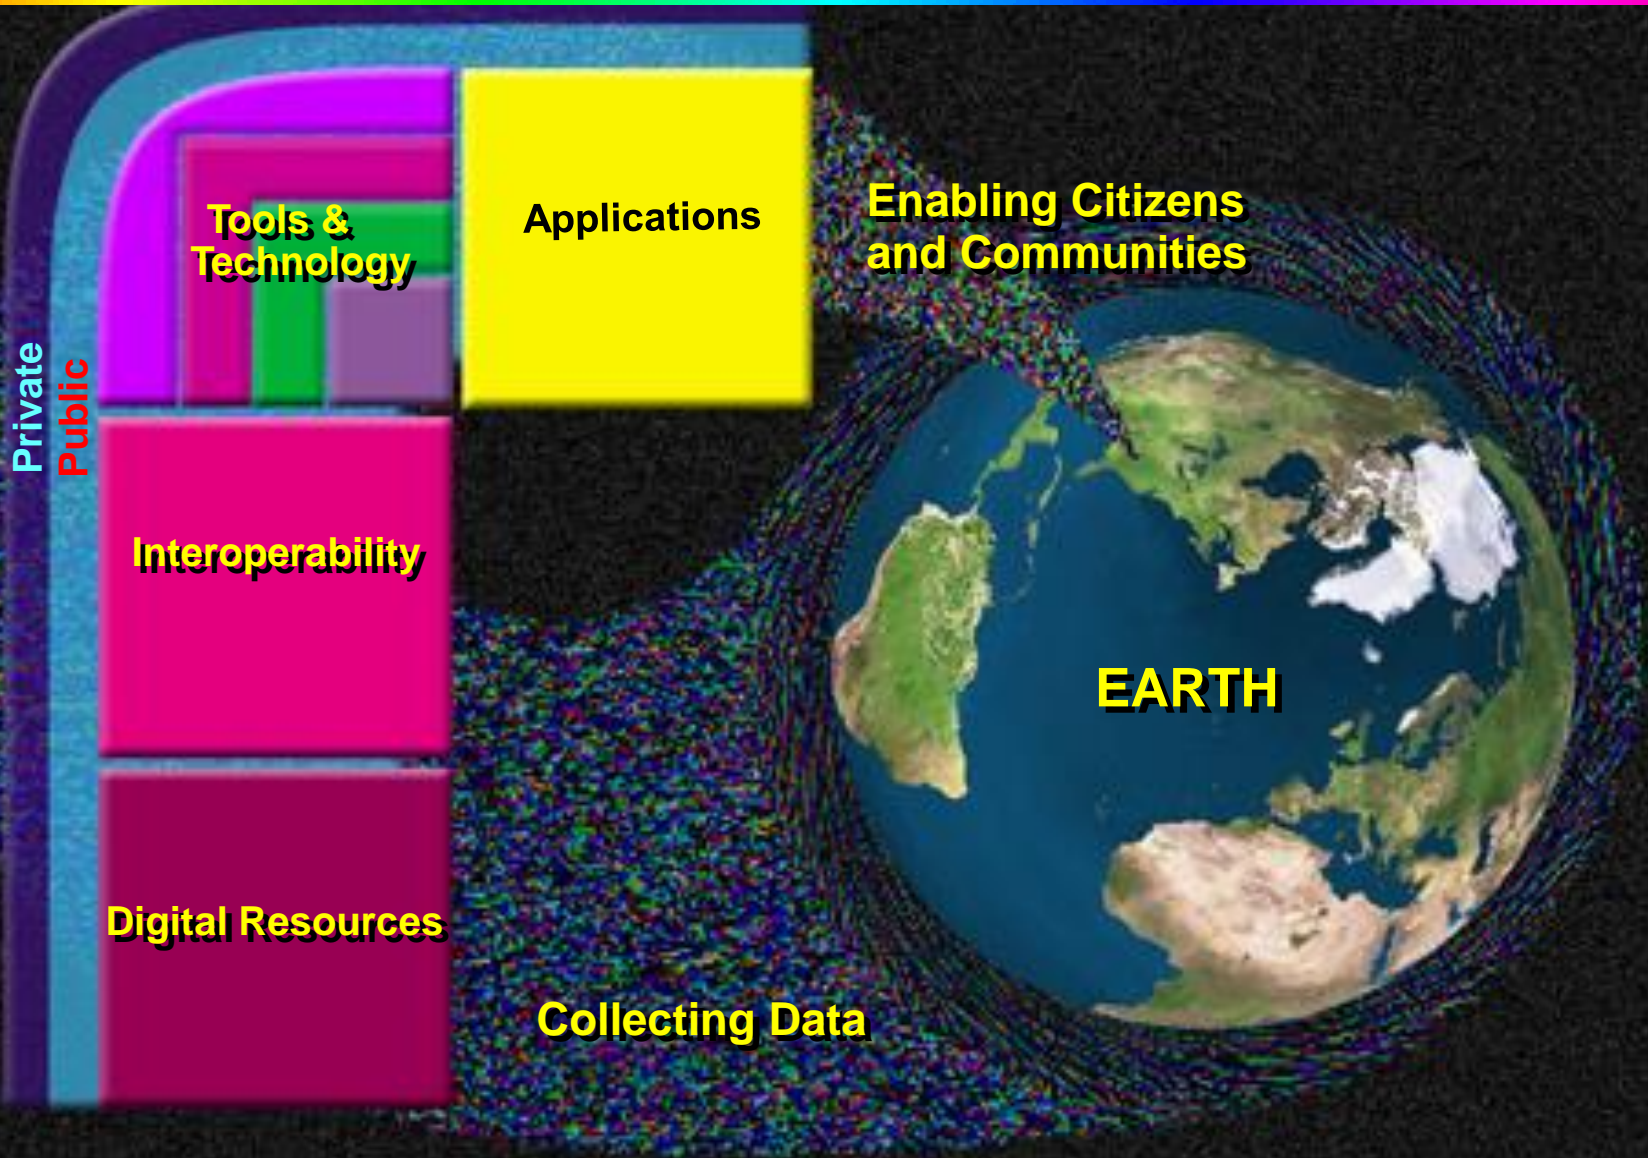 Tools &
Technology
Applications
Enabling Citizens
and Communities
Private
Public
Interoperability
EARTH
Digital Resources
Collecting Data